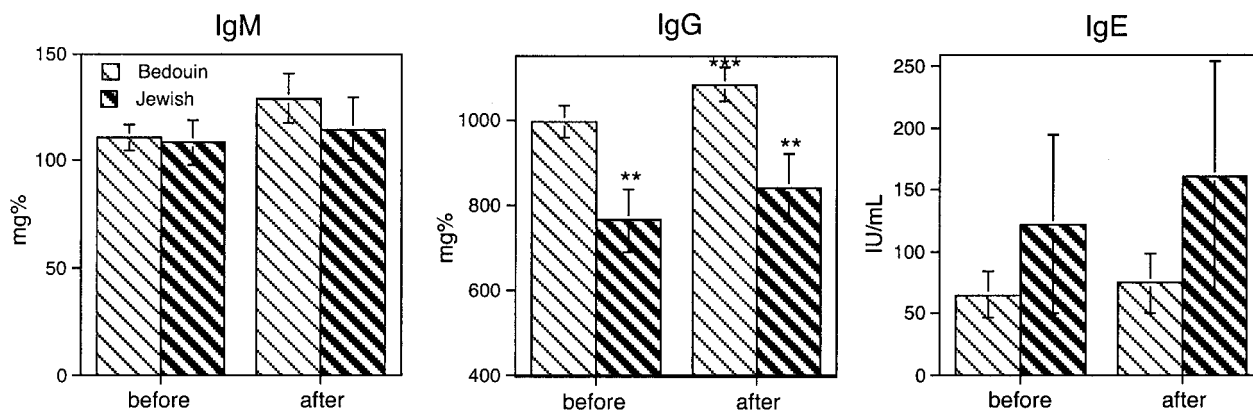 IgM
150
Bedouin
Jewish
100
50
0
mg%
before
after
IgG
1000
800
600
400
mg%
***
**
**
before
after
IgE
250
200
150
100
50
0
IU/mL
before
after